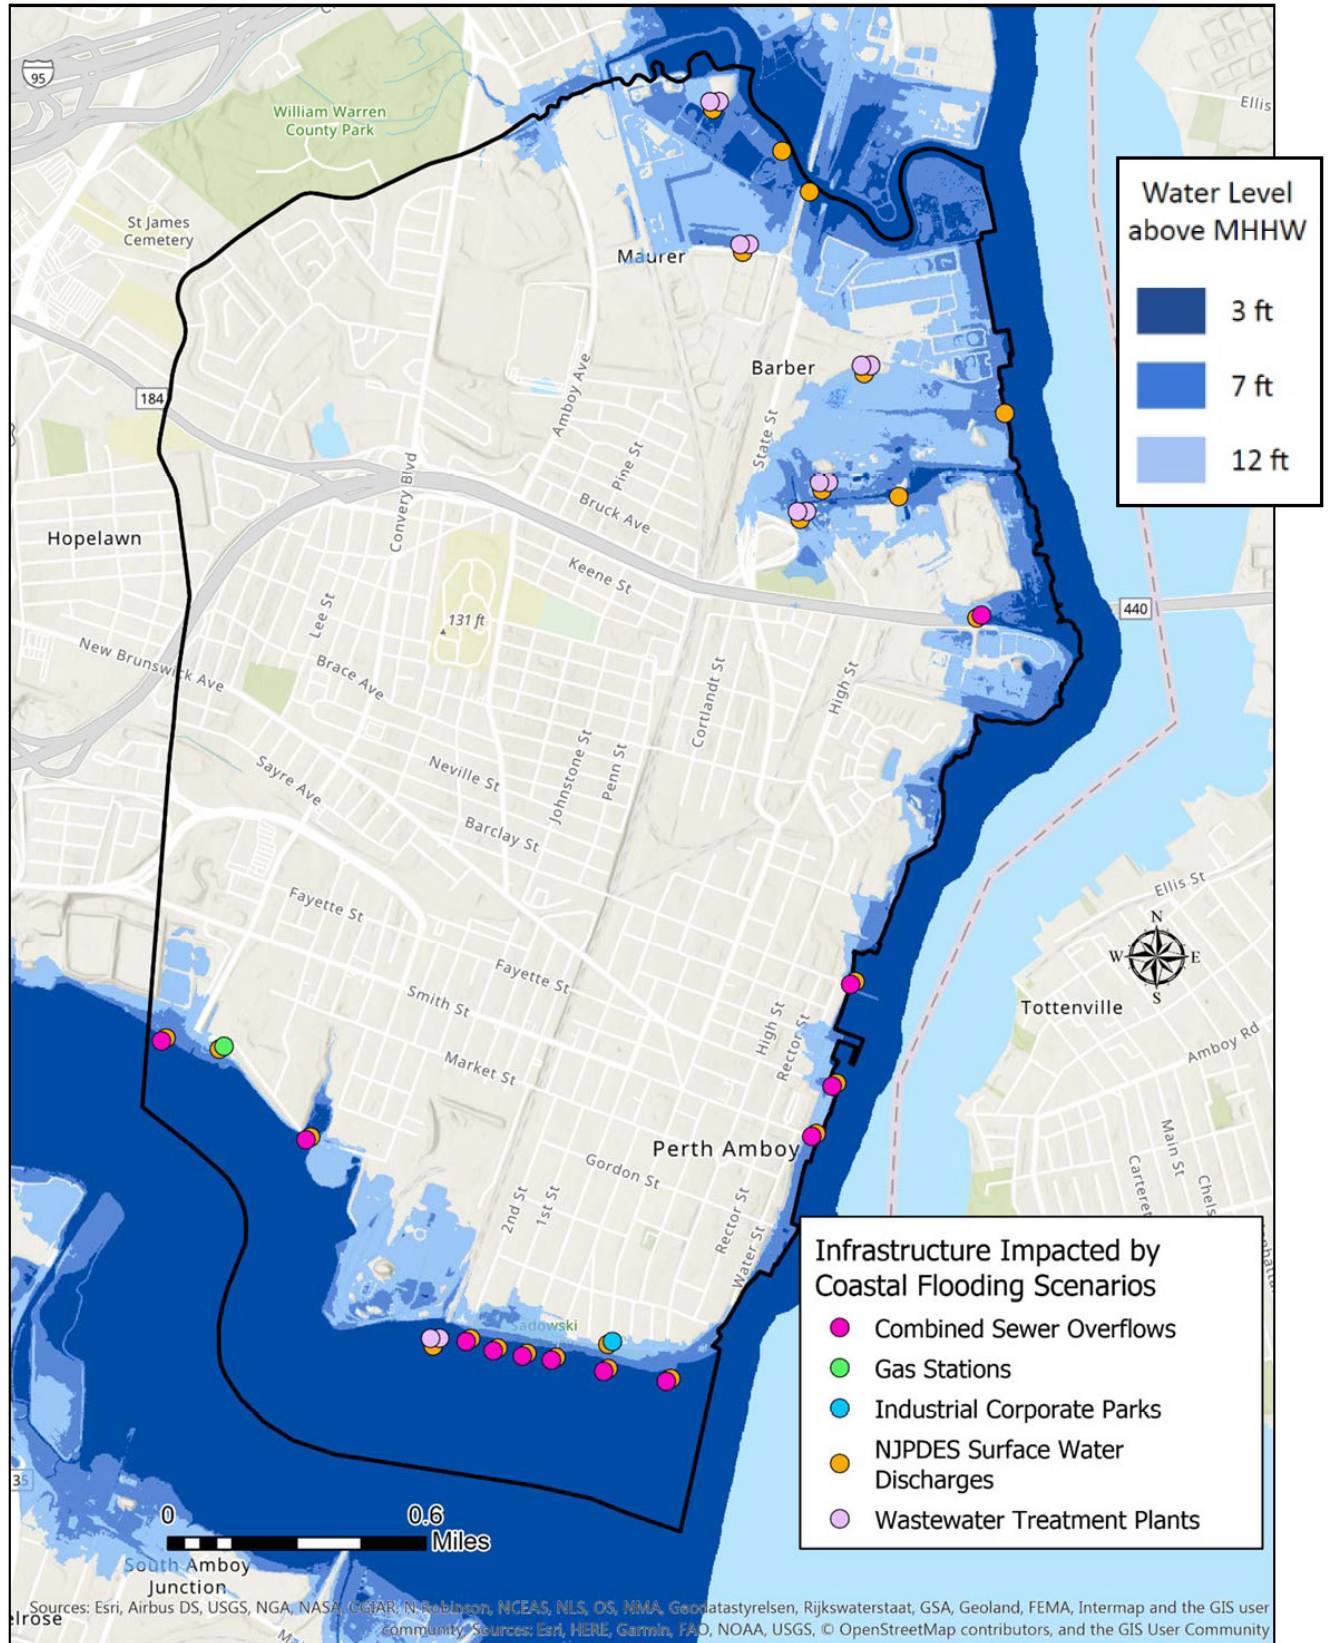 95
William Warren
County Park
Ellis
Water Level
above MHHW
3 ft
7 ft
12 ft
St James
Cemetery
Maurer
Barber
184
Amboy Ave
State St
Pine St
Convery Blvd
Bruck Ave
Hopelawn
Keene St
440
131 ft
Lee St
New Brunswick Ave
Brace Ave
Cortlandt St
High St
Johnstone St
Penn St
Neville St
Sayre Ave
Barclay St
Ellis St
Fayette St
N
W
E
S
Fayette St
Smith St
Tottenville
High St
Rector St
Amboy Rd
Market St
Main St
Perth Amboy
Gordon St
Carteret
Chels
2nd St
1st St
Rector St
Water St
Sadowski
Infrastructure Impacted by
Coastal Flooding Scenarios
Combined Sewer Overflows
Gas Stations
Industrial Corporate Parks
NJPDES Surface Water
Discharges
Wastewater Treatment Plants
35
0
0.6
Miles
South Amboy
Junction
elrose
Sources: Esri, Airbus DS, USGS, NGA, NASA, CGIAR, N Robinson, NCEAS, NLS, OS, NMA, Geodatastyrelsen, Rijkswaterstaat, GSA, Geoland, FEMA, Intermap and the GIS user
community, Sources: Esri, HERE, Garmin, FAO, NOAA, USGS, © OpenStreetMap contributors, and the GIS User Community